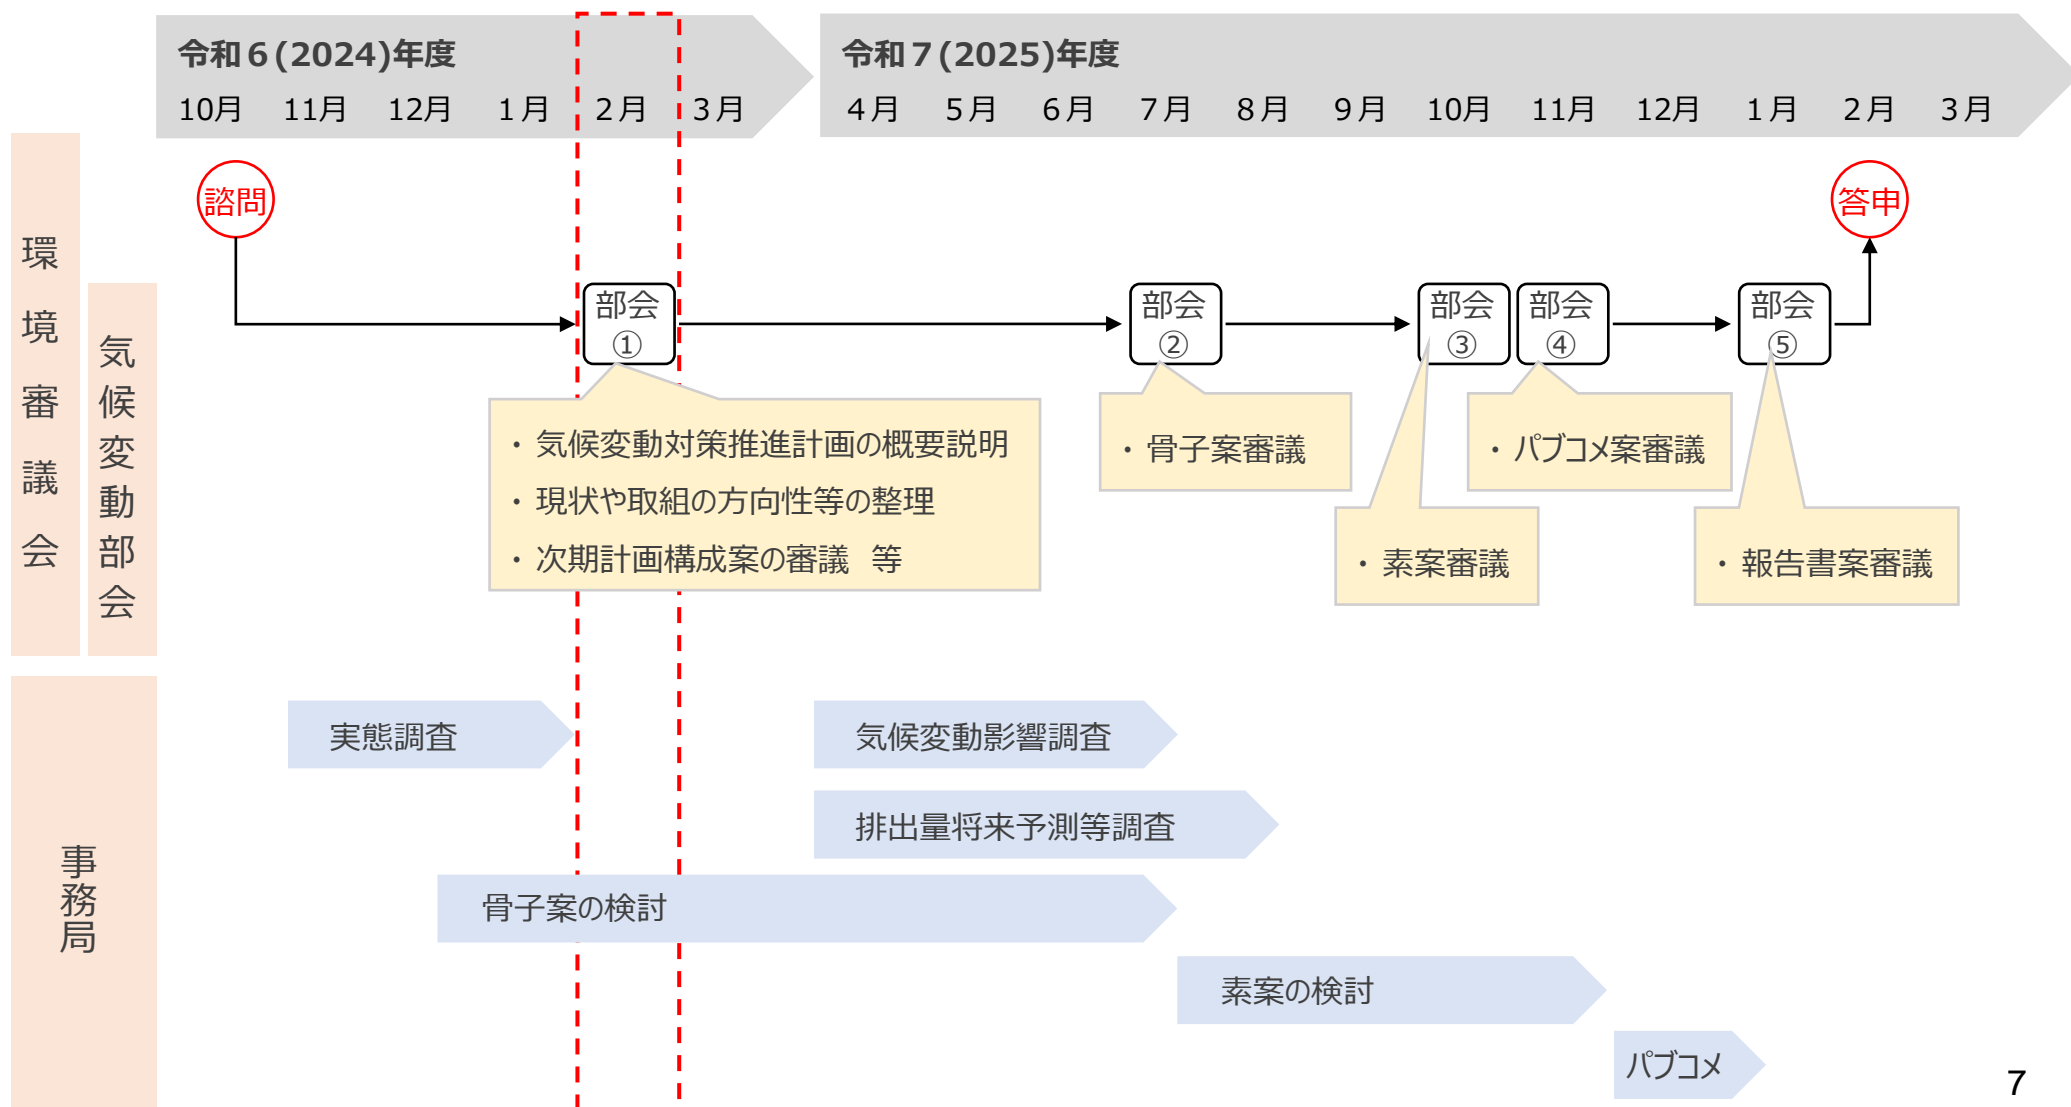 令和６(2024)年度
令和７(2025)年度
10月 11月 12月 １月 ２月 ３月
４月 ５月 ６月 ７月 ８月 ９月 10月 11月 12月 １月 ２月 ３月
環境審議会
気候変動部会
諮問
答申
部会
①
部会
②
部会
③
部会
④
部会
⑤
・ 気候変動対策推進計画の概要説明
・ 現状や取組の方向性等の整理
・ 次期計画構成案の審議　等
・ 骨子案審議
・ 素案審議
・ パブコメ案審議
・ 報告書案審議
事務局
実態調査
気候変動影響調査
排出量将来予測等調査
骨子案の検討
素案の検討
パブコメ
7